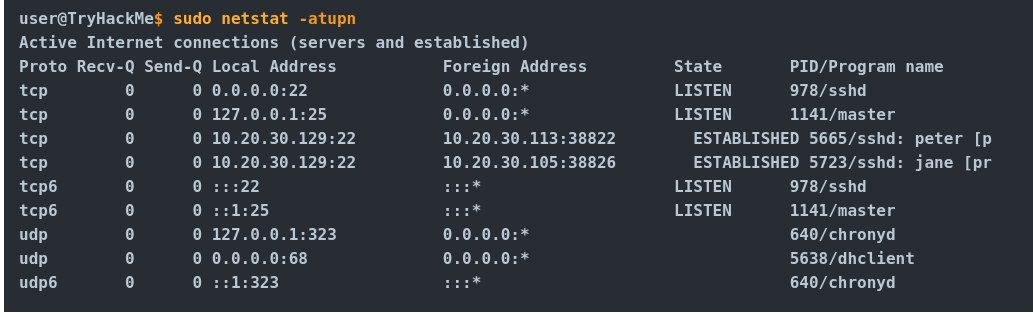 user@TryHackMe$ sudo netstat -atupn
Active Internet connections (servers and established)
Proto Recv-Q Send-Q Local Address           Foreign Address         State       PID/Program name
tcp        0      0 0.0.0.0:22              0.0.0.0:*               LISTEN      978/sshd
tcp        0      0 127.0.0.1:25            0.0.0.0:*               LISTEN      1141/master
tcp        0      0 10.20.30.129:22         10.20.30.113:38822        ESTABLISHED 5665/sshd: peter [p
tcp        0      0 10.20.30.129:22         10.20.30.105:38826        ESTABLISHED 5723/sshd: jane [pr
tcp6       0      0 :::22                   :::*                    LISTEN      978/sshd
tcp6       0      0 ::1:25                  :::*                    LISTEN      1141/master
udp        0      0 127.0.0.1:323           0.0.0.0:*                           640/chronyd
udp        0      0 0.0.0.0:68              0.0.0.0:*                           5638/dhclient
udp6       0      0 ::1:323                 :::*                                640/chronyd